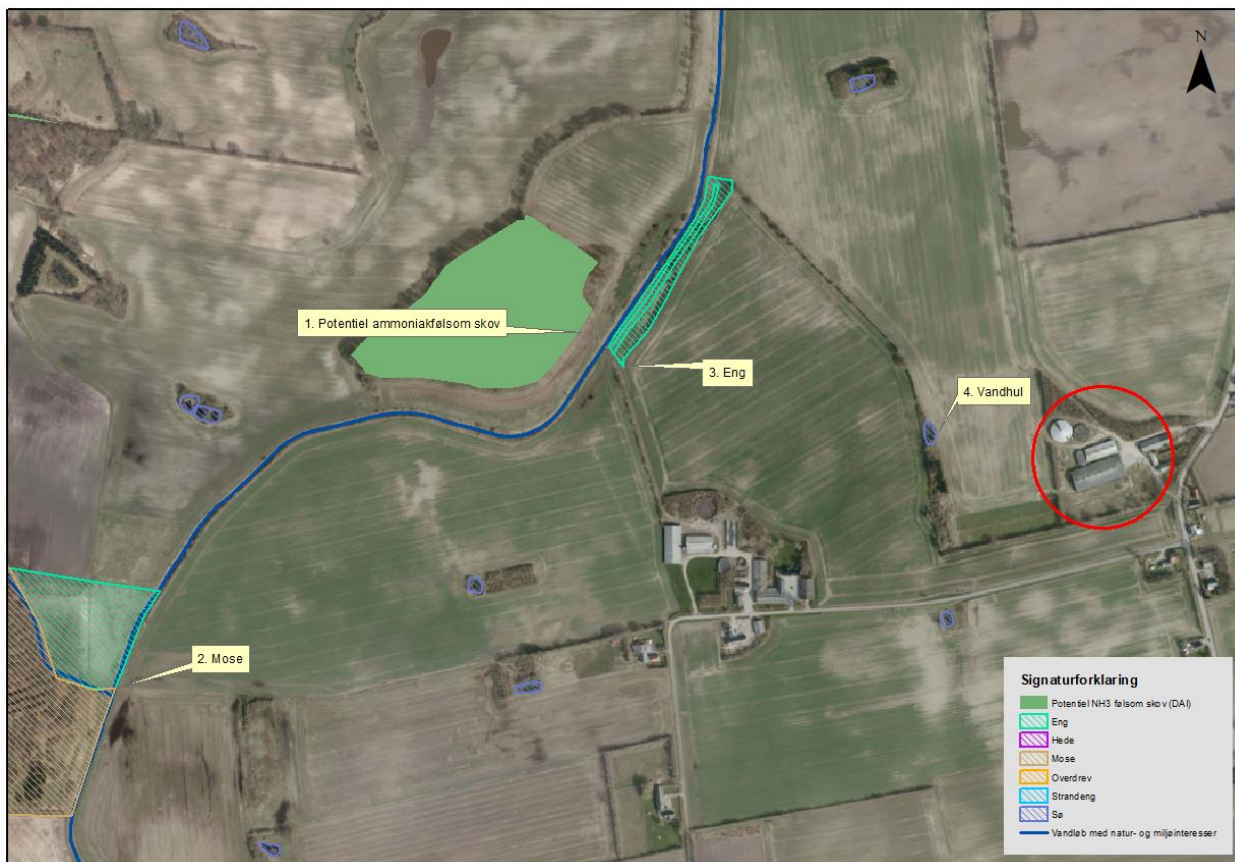 N
1. Potentiel ammoniakfølsom skov
3. Eng
4. Vandhul
2. Mose
Signaturforklaring
Potentiel NH3 følsom skov (DAI)
Eng
Hede
Mose
Overdrev
Strandeng
Sø
Vandløb med natur- og miljøinteresser